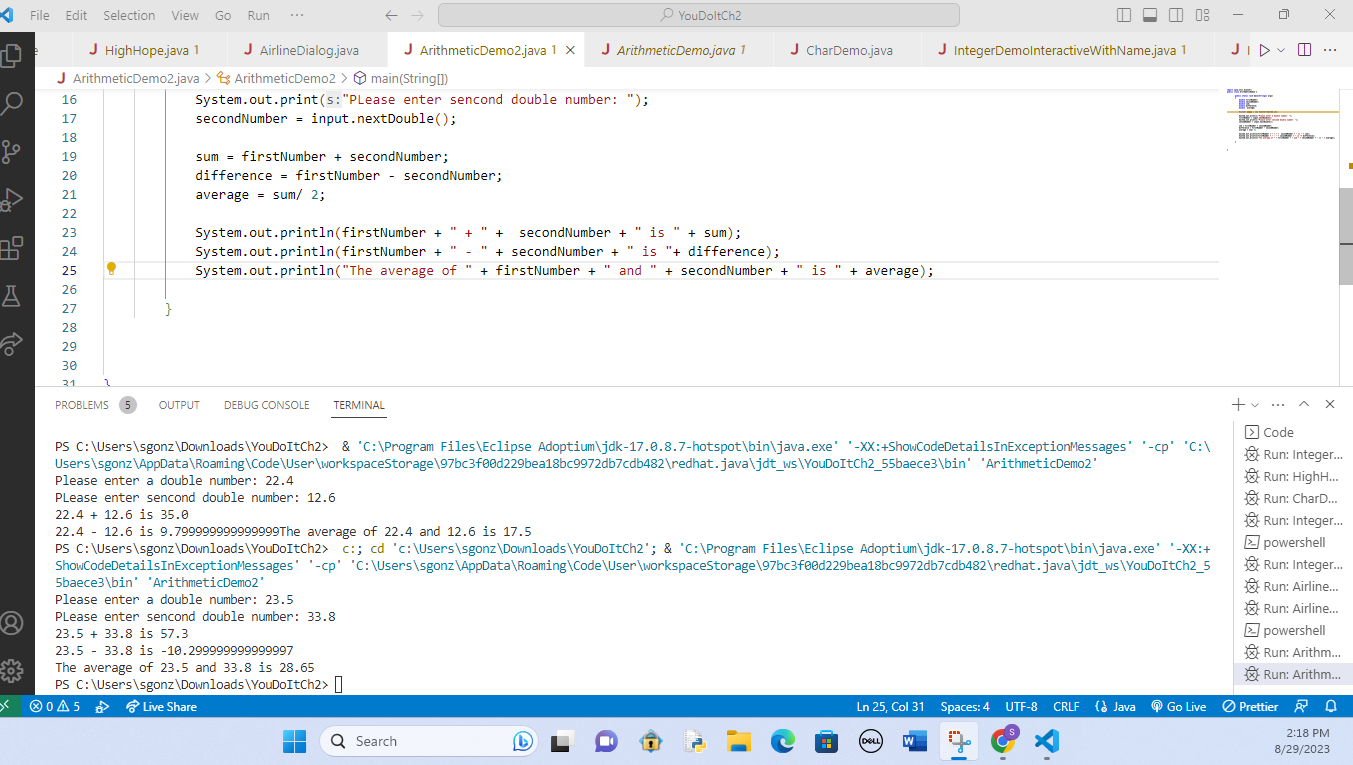 File Edit Selection View Go Run ··· YouDoItCh2
J HighHope.java 1 J AirlineDialog.java J ArithmeticDemo2.java 1 J ArithmeticDemo.java 1 J CharDemo.java J IntegerDemoInteractiveWithName.java 1 J
J ArithmeticDemo2.java > ArithmeticDemo2 > main(String[])
16 System.out.print(s:"PLease enter sencond double number: ");
17 secondNumber = input.nextDouble();
18
19 sum = firstNumber + secondNumber;
20 difference = firstNumber - secondNumber;
21 average = sum/ 2;
22
23 System.out.println(firstNumber + " + " +  secondNumber + " is " + sum);
24 System.out.println(firstNumber + " - " + secondNumber + " is "+ difference);
25 System.out.println("The average of " + firstNumber + " and " + secondNumber + " is " + average);
26
27 }
28
29
30
31 }
PROBLEMS 5 OUTPUT DEBUG CONSOLE TERMINAL
PS C:\Users\sgonz\Downloads\YouDoItCh2>  & 'C:\Program Files\Eclipse Adoptium\jdk-17.0.8.7-hotspot\bin\java.exe' '-XX:+ShowCodeDetailsInExceptionMessages' '-cp' 'C:\
Users\sgonz\AppData\Roaming\Code\User\workspaceStorage\97bc3f00d229bea18bc9972db7cdb482\redhat.java\jdt_ws\YouDoItCh2_55baece3\bin' 'ArithmeticDemo2'
Please enter a double number: 22.4
PLease enter sencond double number: 12.6
22.4 + 12.6 is 35.0
22.4 - 12.6 is 9.799999999999999The average of 22.4 and 12.6 is 17.5
PS C:\Users\sgonz\Downloads\YouDoItCh2>  c:; cd 'c:\Users\sgonz\Downloads\YouDoItCh2'; & 'C:\Program Files\Eclipse Adoptium\jdk-17.0.8.7-hotspot\bin\java.exe' '-XX:+
ShowCodeDetailsInExceptionMessages' '-cp' 'C:\Users\sgonz\AppData\Roaming\Code\User\workspaceStorage\97bc3f00d229bea18bc9972db7cdb482\redhat.java\jdt_ws\YouDoItCh2_5
5baece3\bin' 'ArithmeticDemo2'
Please enter a double number: 23.5
PLease enter sencond double number: 33.8
23.5 + 33.8 is 57.3
23.5 - 33.8 is -10.299999999999997
The average of 23.5 and 33.8 is 28.65
PS C:\Users\sgonz\Downloads\YouDoItCh2>
Code
Run: Integer...
Run: HighH...
Run: CharD...
Run: Integer...
powershell
Run: Integer...
Run: Airline...
Run: Airline...
powershell
Run: Arithm...
Run: Arithm...
0 5 Live Share Ln 25, Col 31 Spaces: 4 UTF-8 CRLF Java Go Live Prettier
Search DELL W S
2:18 PM
8/29/2023